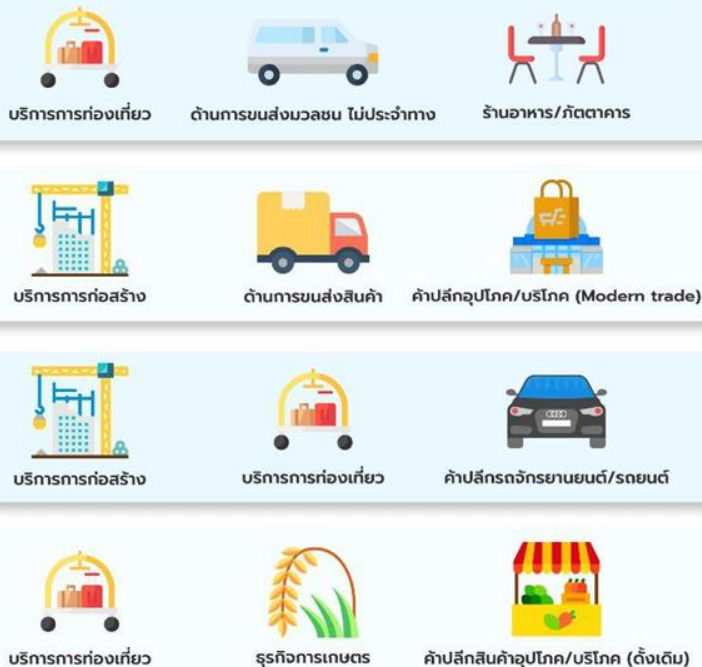 บริการการท่องเที่ยว
ด้านการขนส่งมวลชน ไม่ประจำทาง
ร้านอาหาร/ภัตตาคาร
บริการการก่อสร้าง
ด้านการขนส่งสินค้า
ค้าปลีกอุปโภค/บริโภค (Modern trade)
บริการการก่อสร้าง
บริการการท่องเที่ยว
ค้าปลีกรถจักรยานยนต์/รถยนต์
บริการการท่องเที่ยว
ธุรกิจการเกษตร
ค้าปลีกสินค้าอุปโภค/บริโภค (ดั้งเดิม)